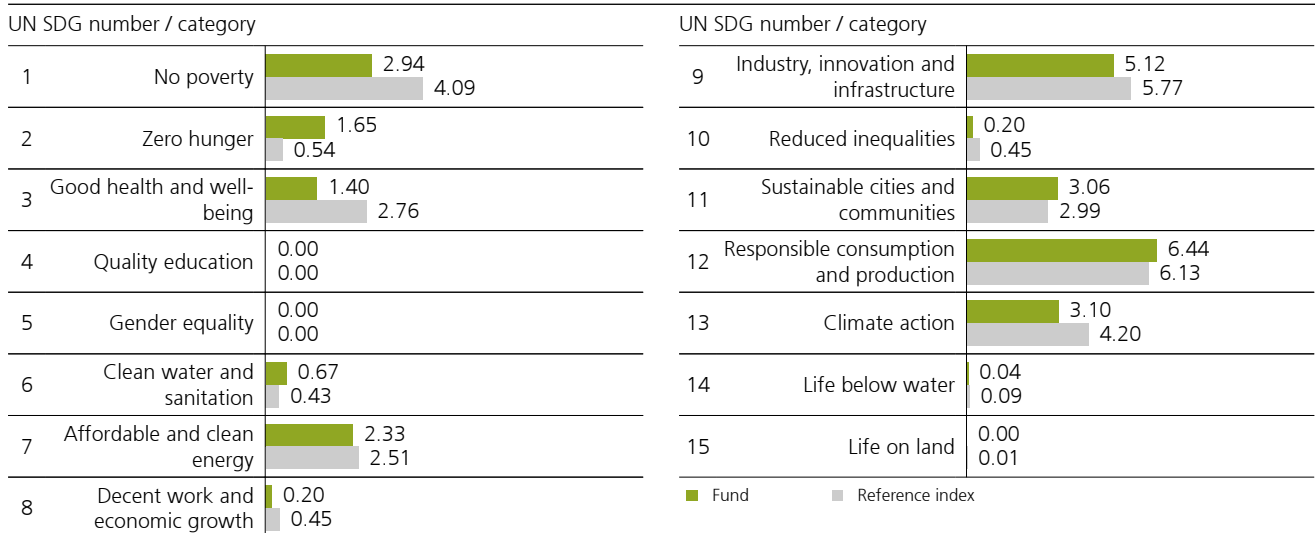 UN SDG number / category
1 No poverty 2.94
4.09
2 Zero hunger 1.65
0.54
3 Good health and well-
being 1.40
2.76
4 Quality education 0.00
0.00
5 Gender equality 0.00
0.00
6 Clean water and
sanitation 0.67
0.43
7 Affordable and clean
energy 2.33
2.51
8 Decent work and
economic growth 0.20
0.45
UN SDG number / category
9 Industry, innovation and
infrastructure 5.12
5.77
10 Reduced inequalities 0.20
0.45
11 Sustainable cities and
communities 3.06
2.99
12 Responsible consumption
and production 6.44
6.13
13 Climate action 3.10
4.20
14 Life below water 0.04
0.09
15 Life on land 0.00
0.01
Fund Reference index